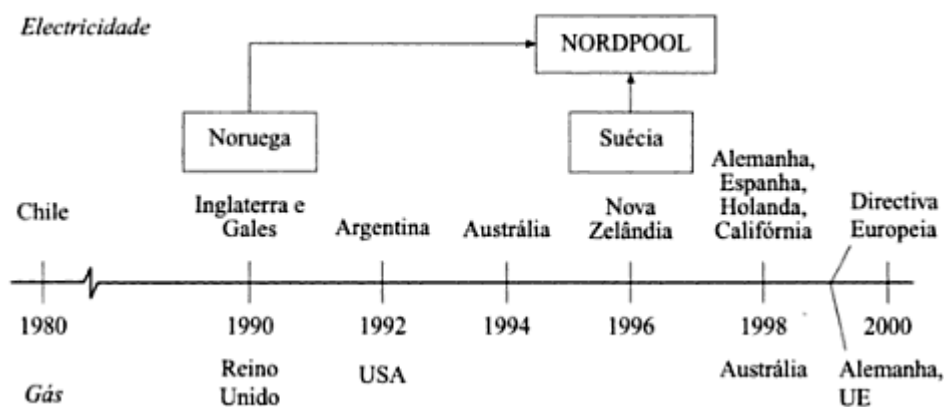 Electricidade
NORDPOOL
Noruega
Suécia
Chile
Inglaterra e
Gales
Argentina
Austrália
Nova
Zelândia
Alemanha,
Espanha,
Holanda,
Califórnia
Directiva
Europeia
1980
1990
1992
1994
1996
1998
2000
Gás
Reino
Unido
USA
Austrália
Alemanha,
UE